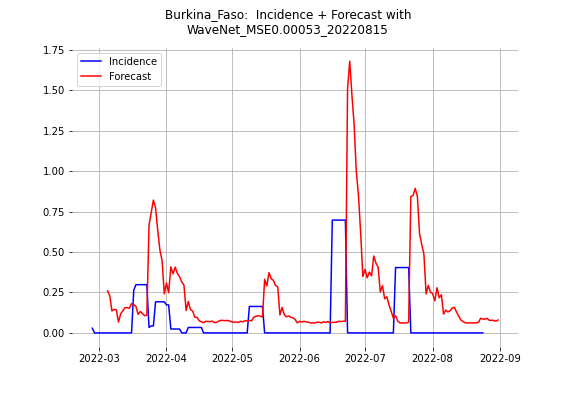 Burkina_Faso:  Incidence + Forecast with
WaveNet_MSE0.00053_20220815
Incidence
Forecast
1.75
1.50
1.25
1.00
0.75
0.50
0.25
0.00
2022-03 2022-04 2022-05 2022-06 2022-07 2022-08 2022-09